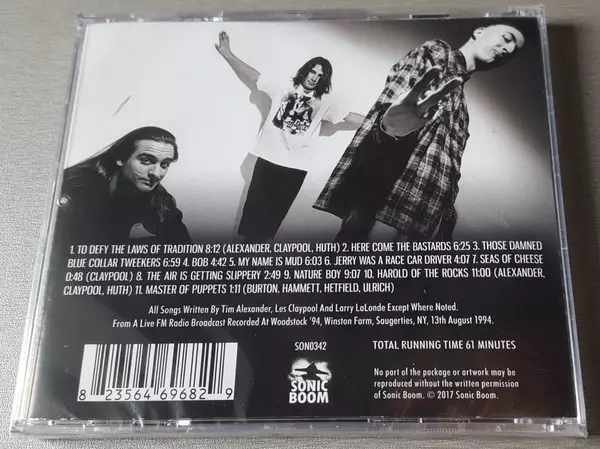 1. TO DEFY THE LAWS OF TRADITION 8:12 (ALEXANDER, CLAYPOOL, HUTH) 2. HERE COME THE BASTARDS 6:25 3. THOSE DAMNED
BLUE COLLAR TWEEKERS 6:59 4. BOB 4:42 5. MY NAME IS MUD 6:03 6. JERRY WAS A RACE CAR DRIVER 4:07 7. SEAS OF CHEESE
0:48 (CLAYPOOL) 8. THE AIR IS GETTING SLIPPERY 2:49 9. NATURE BOY 9:07 10. HAROLD OF THE ROCKS 11:00 (ALEXANDER,
CLAYPOOL, HUTH) 11. MASTER OF PUPPETS 1:11 (BURTON, HAMMETT, HETFIELD, ULRICH)
All Songs Written By Tim Alexander, Les Claypool and Larry LaLonde Except Where Noted.
From A Live FM Radio Broadcast Recorded At Woodstock '94, Winston Farm, Saugerties, NY, 13th August 1994.
SON0342
TOTAL RUNNING TIME 61 MINUTES
8 23564 69682 9
SONIC
BOOM
No part of the package or artwork may be
reproduced without the written permission
of Sonic Boom. © 2017 Sonic Boom.